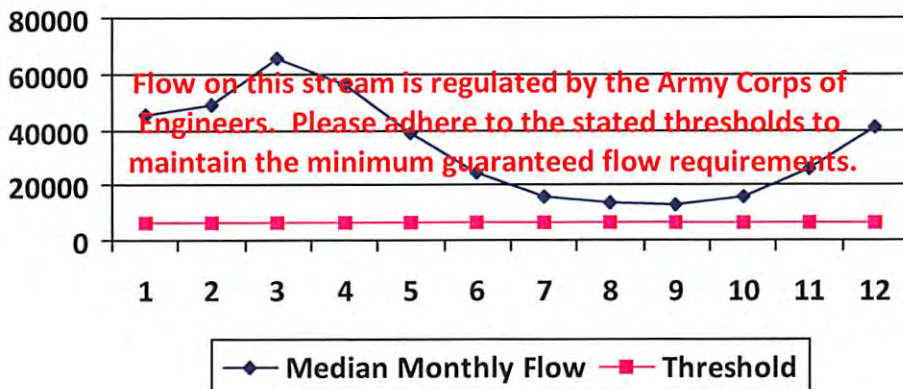 80000
60000
40000
20000
0
Flow on this stream is regulated by the Army Corps of
Engineers. Please adhere to the stated thresholds to
maintain the minimum guaranteed flow requirements.
1 2 3 4 5 6 7 8 9 10 11 12
Median Monthly Flow Threshold